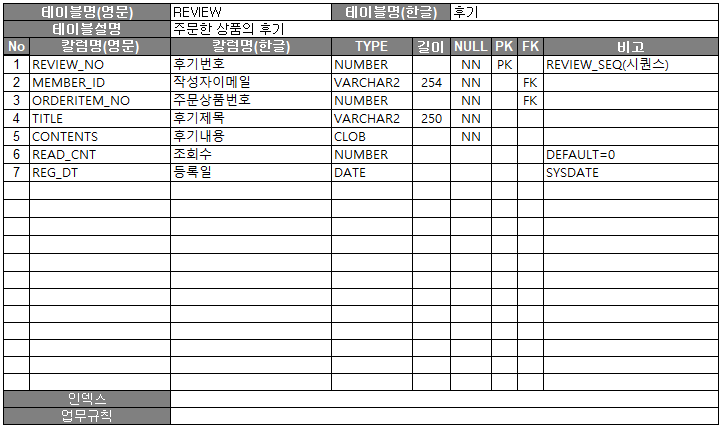 테이블명(영문) REVIEW 테이블명(한글) 후기
테이블설명 주문한 상품의 후기
No 칼럼명(영문) 칼럼명(한글) TYPE 길이 NULL PK FK 비고
1 REVIEW_NO 후기번호 NUMBER NN PK REVIEW_SEQ(시퀀스)
2 MEMBER_ID 작성자이메일 VARCHAR2 254 NN FK
3 ORDERITEM_NO 주문상품번호 NUMBER NN FK
4 TITLE 후기제목 VARCHAR2 250 NN
5 CONTENTS 후기내용 CLOB NN
6 READ_CNT 조회수 NUMBER DEFAULT=0
7 REG_DT 등록일 DATE SYSDATE
인덱스
업무규칙